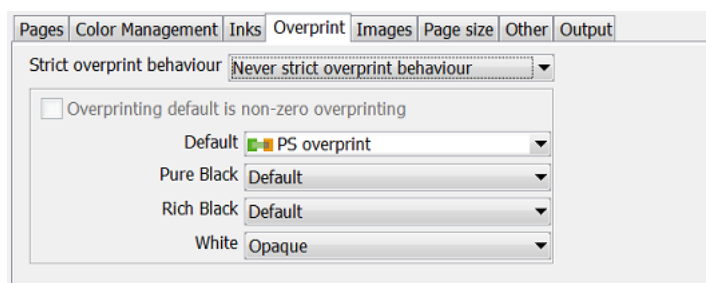 Pages Color Management Inks Overprint Images Page size Other Output
Strict overprint behaviour Never strict overprint behaviour
Overprinting default is non-zero overprinting
Default PS overprint
Pure Black Default
Rich Black Default
White Opaque